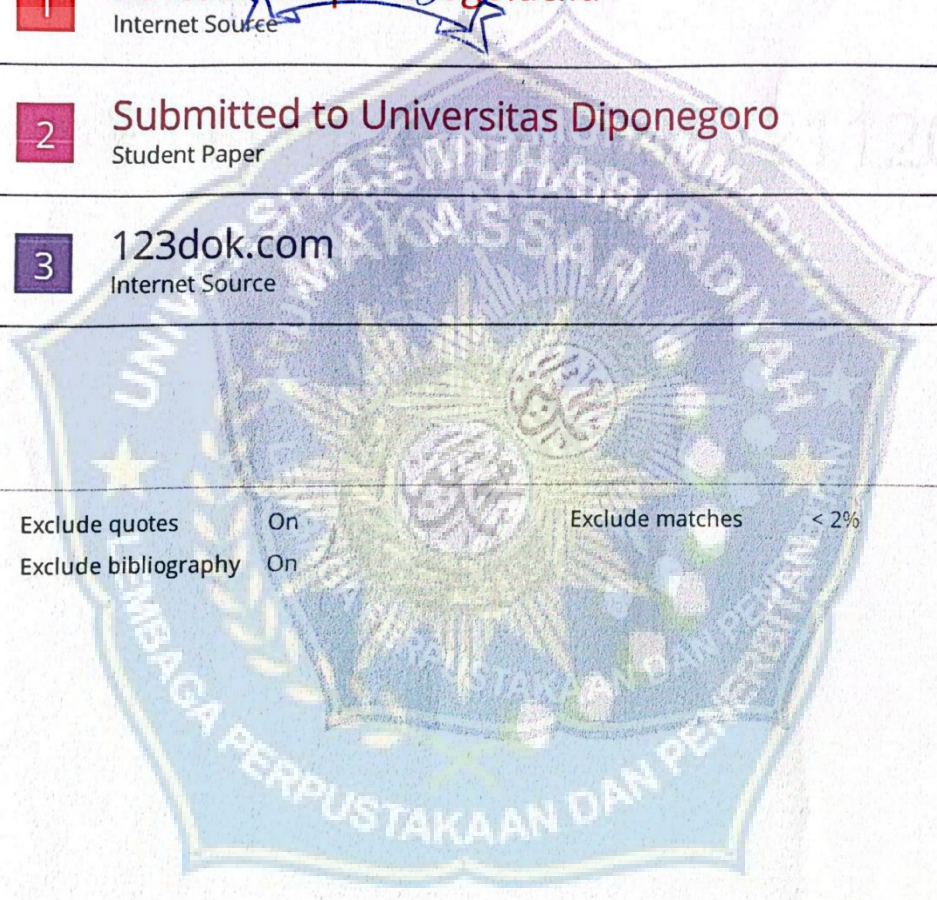 1
Internet Source
2
Submitted to Universitas Diponegoro
Student Paper
3
123dok.com
Internet Source
UNIVERSITAS MUHAMMADIYAH
MAKASSAR
Exclude quotes On
Exclude matches < 2%
Exclude bibliography On
LEMBAGA PERPUSTAKAAN DAN PENERBITAN